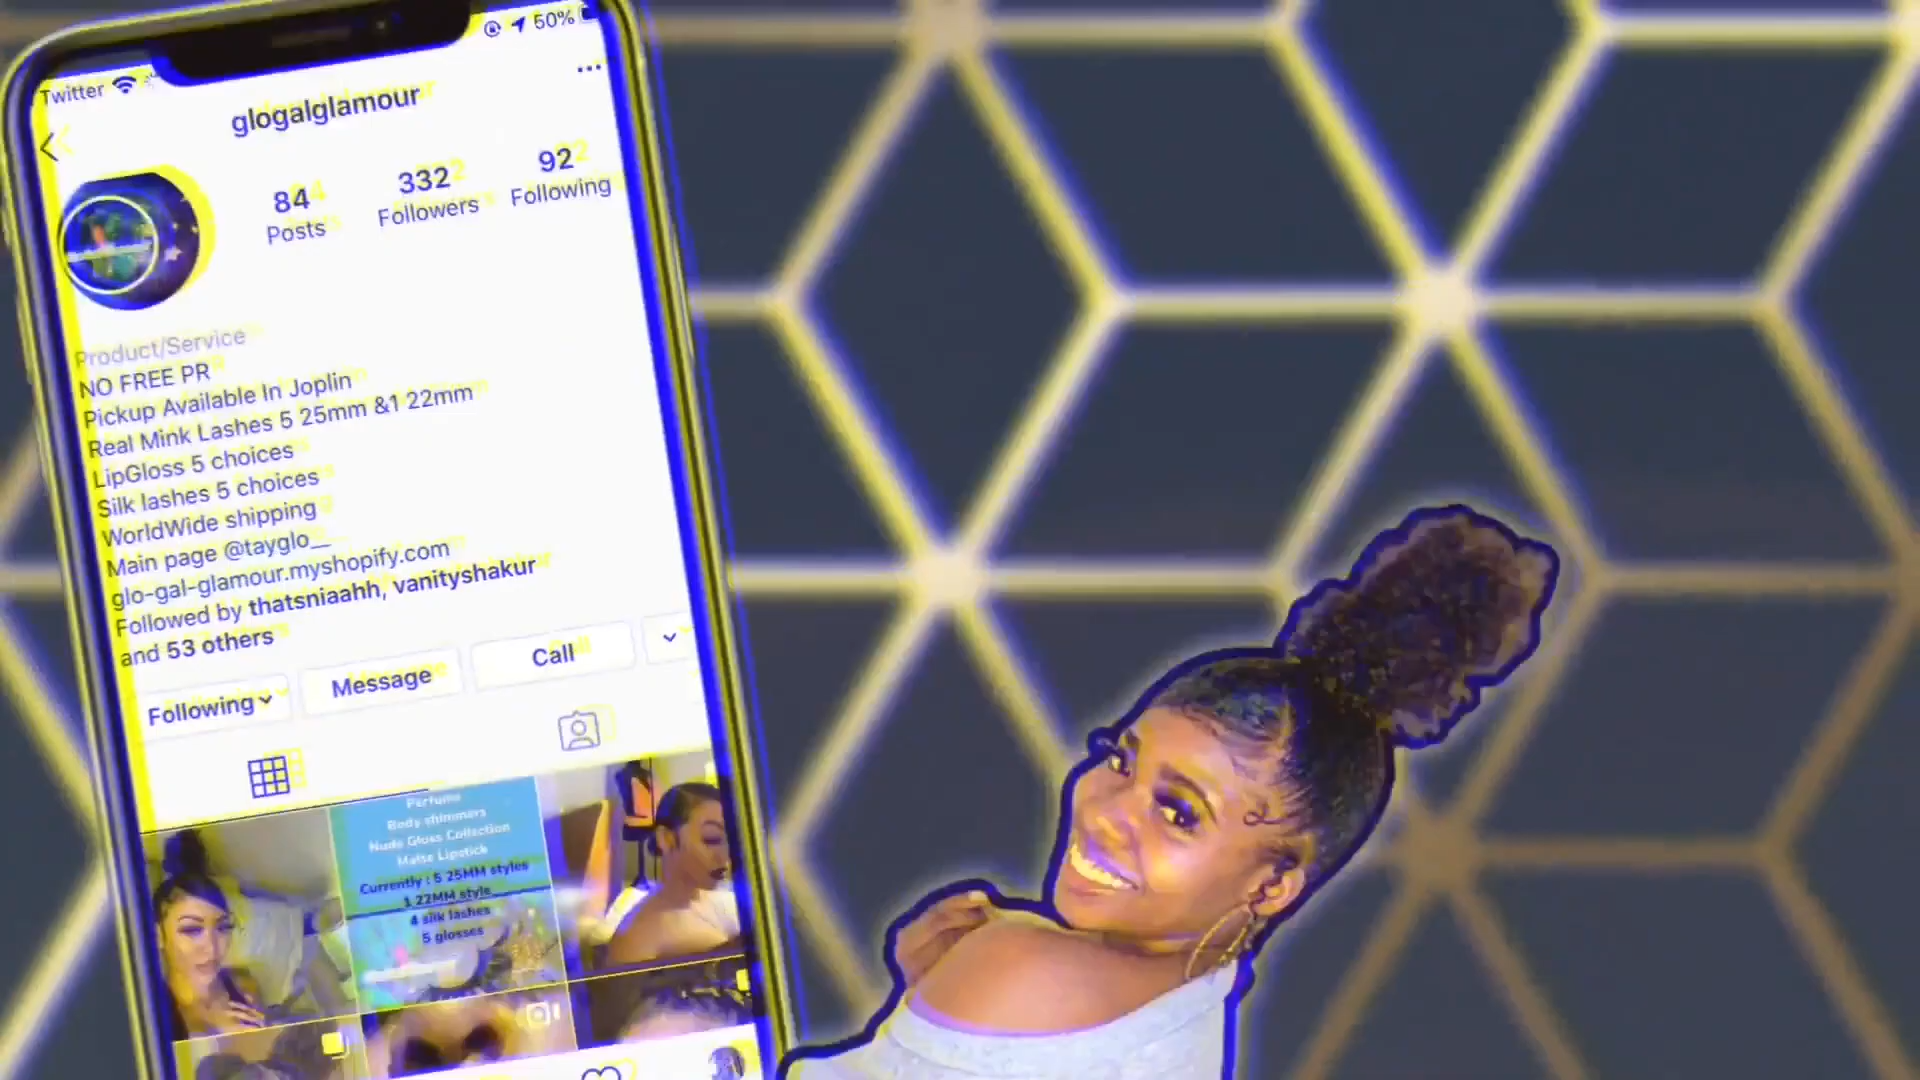 50%
Twitter
glogalglamour
84 332 92
Posts Followers Following
Product/Service
NO FREE PR
Pickup Available In Joplin
Real Mink Lashes 5 25mm &1 22mm
LipGloss 5 choices
Silk lashes 5 choices
WorldWide shipping
Main page @tayglo__
glo-gal-glamour.myshopify.com
Followed by thatsniaahh, vanityshakur
and 53 others
Following Message Call
Perfume
Body shimmers
Nude Gloss Collection
Matte Lipstick
Currently : 5 25MM styles
1 22MM style
4 silk lashes
5 glosses